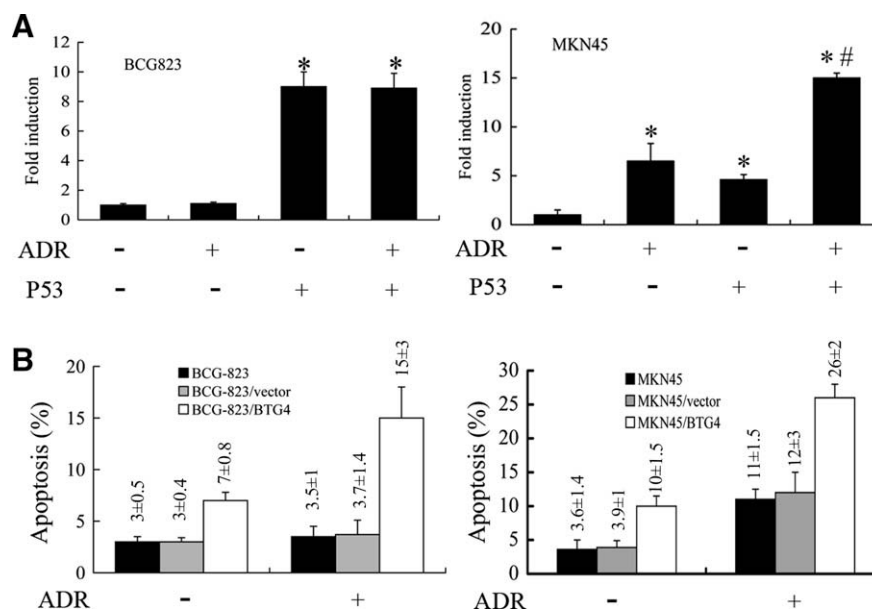 A
BCG823
Fold induction
12
10
8
6
4
2
0
*
*
ADR - + - +
P53 - - + +
MKN45
Fold induction
20
15
10
5
0
*
*
* #
ADR - + - +
P53 - - + +
B
BCG-823
BCG-823/vector
BCG-823/BTG4
Apoptosis (%)
20
15
10
5
0
3±0.5
3±0.4
7±0.8
3.5±1
3.7±1.4
15±3
ADR - +
MKN45
MKN45/vector
MKN45/BTG4
Apoptosis (%)
30
25
20
15
10
5
0
3.6±1.4
3.9±1
10±1.5
11±1.5
12±3
26±2
ADR - +